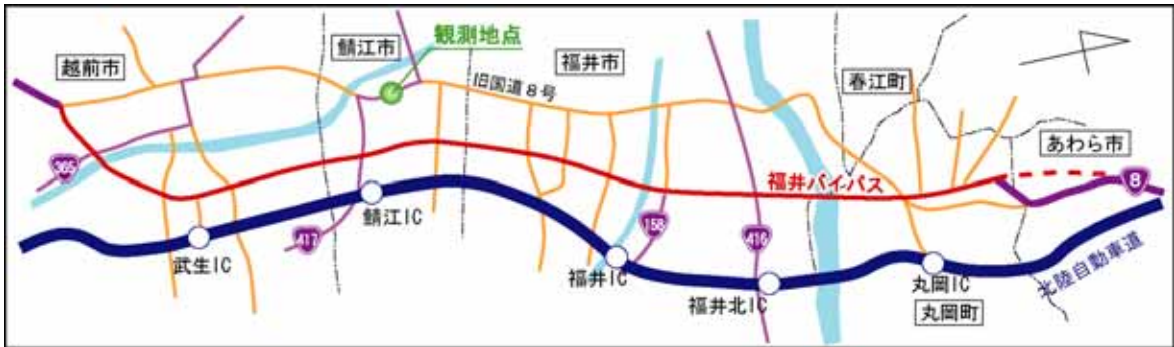 観測地点
鯖江市
越前市
福井市
春江町
旧国道8号
あわら市
365
福井バイパス
8
158
416
417
鯖江IC
武生IC
福井IC
福井北IC
丸岡IC
丸岡町
北陸自動車道